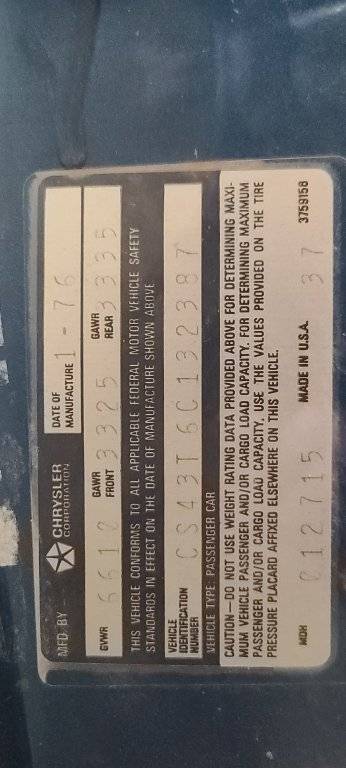 MFD BY CHRYSLER CORPORATION DATE OF MANUFACTURE 1-76
GVWR 6612 GAWR FRONT 3325 GAWR REAR 3335
THIS VEHICLE CONFORMS TO ALL APPLICABLE FEDERAL MOTOR VEHICLE SAFETY
STANDARDS IN EFFECT ON THE DATE OF MANUFACTURE SHOWN ABOVE
VEHICLE IDENTIFICATION NUMBER CS43T6C132387
VEHICLE TYPE PASSENGER CAR
CAUTION—DO NOT USE WEIGHT RATING DATA PROVIDED ABOVE FOR DETERMINING MAXI-
MUM VEHICLE PASSENGER AND/OR CARGO LOAD CAPACITY. FOR DETERMINING MAXIMUM
PASSENGER AND/OR CARGO LOAD CAPACITY, USE THE VALUES PROVIDED ON THE TIRE
PRESSURE PLACARD AFFIXED ELSEWHERE ON THIS VEHICLE.
MDH 012715 MADE IN U.S.A. 37 3759158